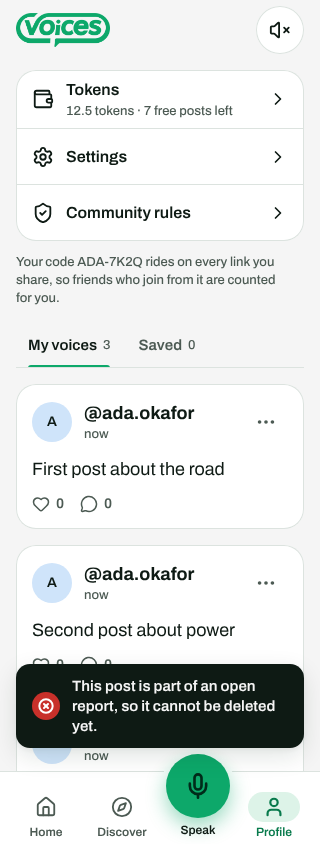 Voices
Tokens
12.5 tokens · 7 free posts left
Settings
Community rules
Your code ADA-7K2Q rides on every link you
share, so friends who join from it are counted
for you.
My voices 3 Saved 0
A
@ada.okafor
now
First post about the road
0 0
A
@ada.okafor
now
Second post about power
0 0
This post is part of an open
report, so it cannot be deleted
yet.
now
Home Discover Speak Profile